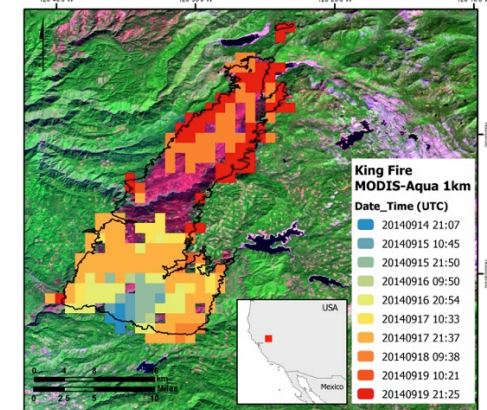 King Fire
MODIS-Aqua 1km
Date_Time (UTC)
20140914 21:07
20140915 10:45
20140915 21:50
20140916 09:50
20140916 20:54
20140917 10:33
20140917 21:37
20140918 09:38
20140919 10:21
20140919 21:25
USA
Mexico
km
Miles
0 2.5 5 10